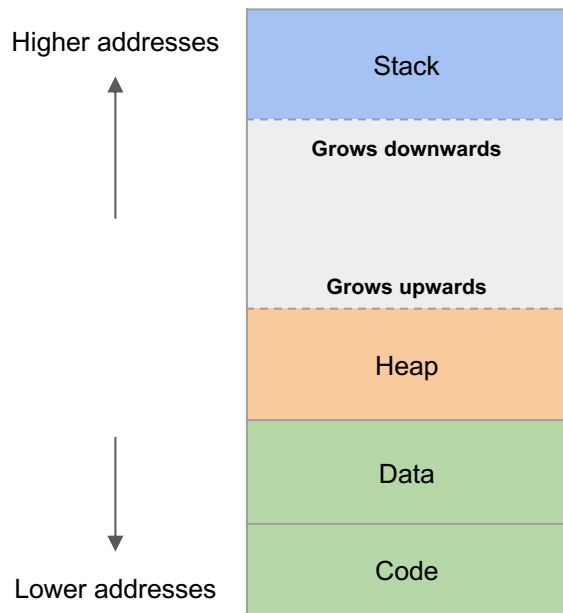 Higher addresses
Stack
Grows downwards
Grows upwards
Heap
Data
Code
Lower addresses